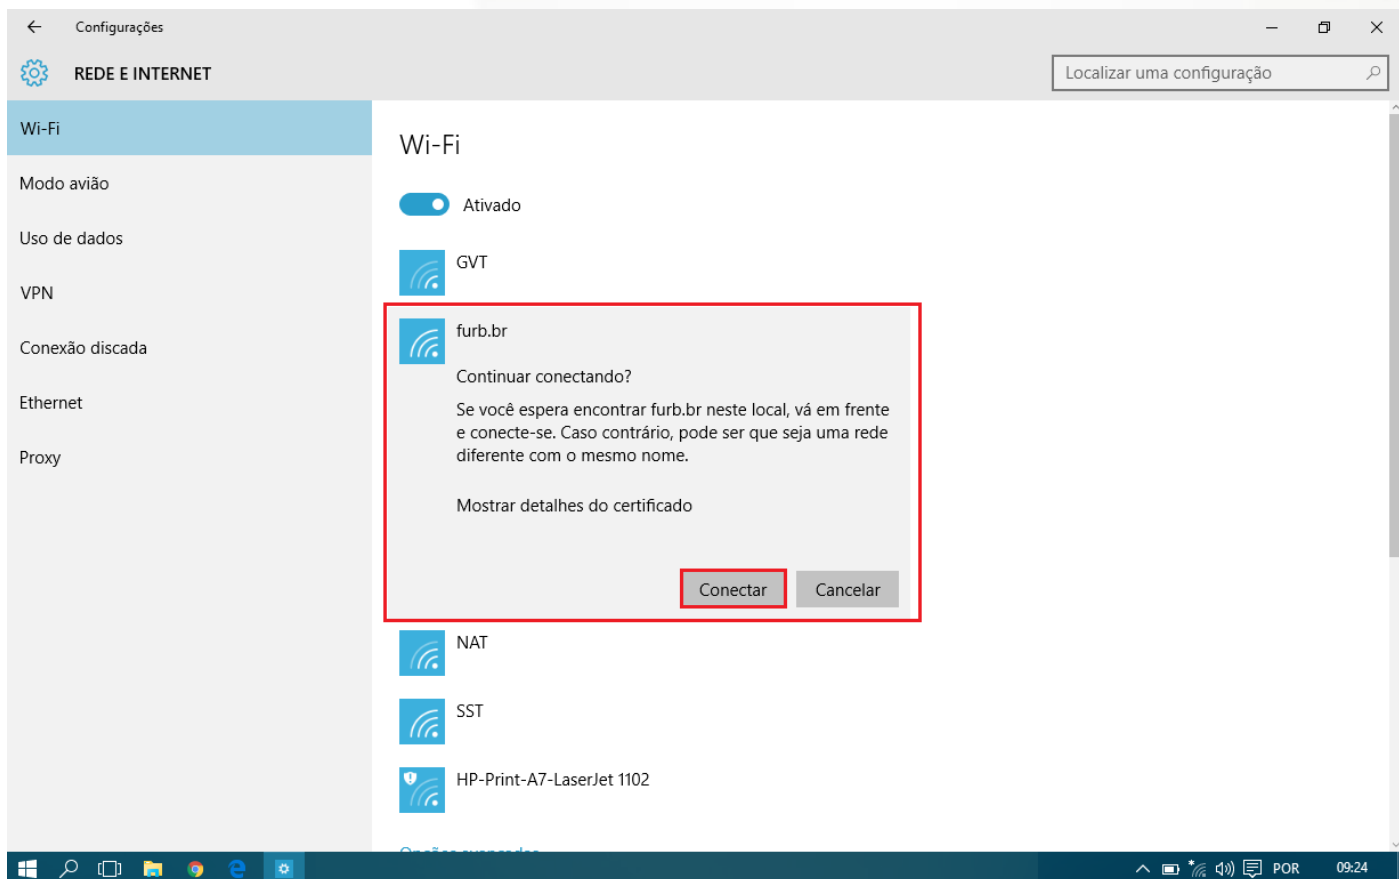 Configurações
REDE E INTERNET
Localizar uma configuração
Wi-Fi
Modo avião
Uso de dados
VPN
Conexão discada
Ethernet
Proxy
Wi-Fi
Ativado
GVT
furb.br
Continuar conectando?
Se você espera encontrar furb.br neste local, vá em frente
e conecte-se. Caso contrário, pode ser que seja uma rede
diferente com o mesmo nome.
Mostrar detalhes do certificado
Conectar
Cancelar
NAT
SST
HP-Print-A7-LaserJet 1102
Opções avançadas
POR
09:24